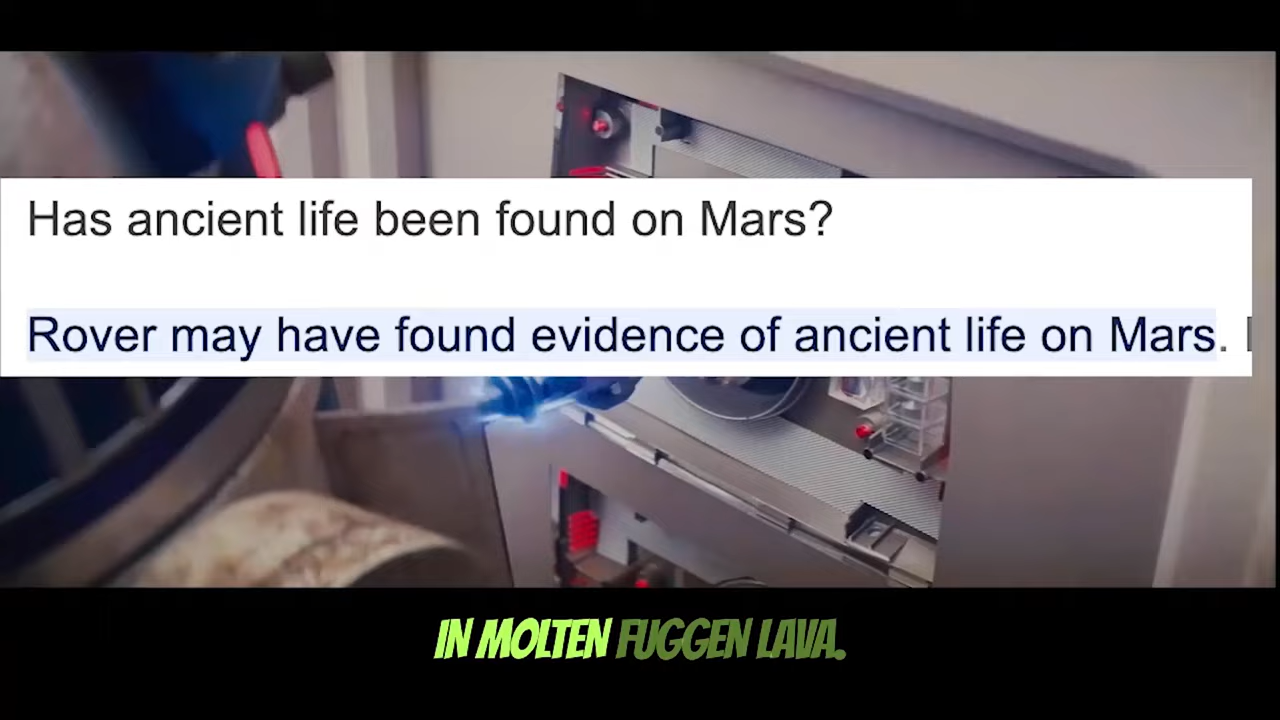 Has ancient life been found on Mars?
Rover may have found evidence of ancient life on Mars.
IN MOLTEN FUGGEN LAVA.